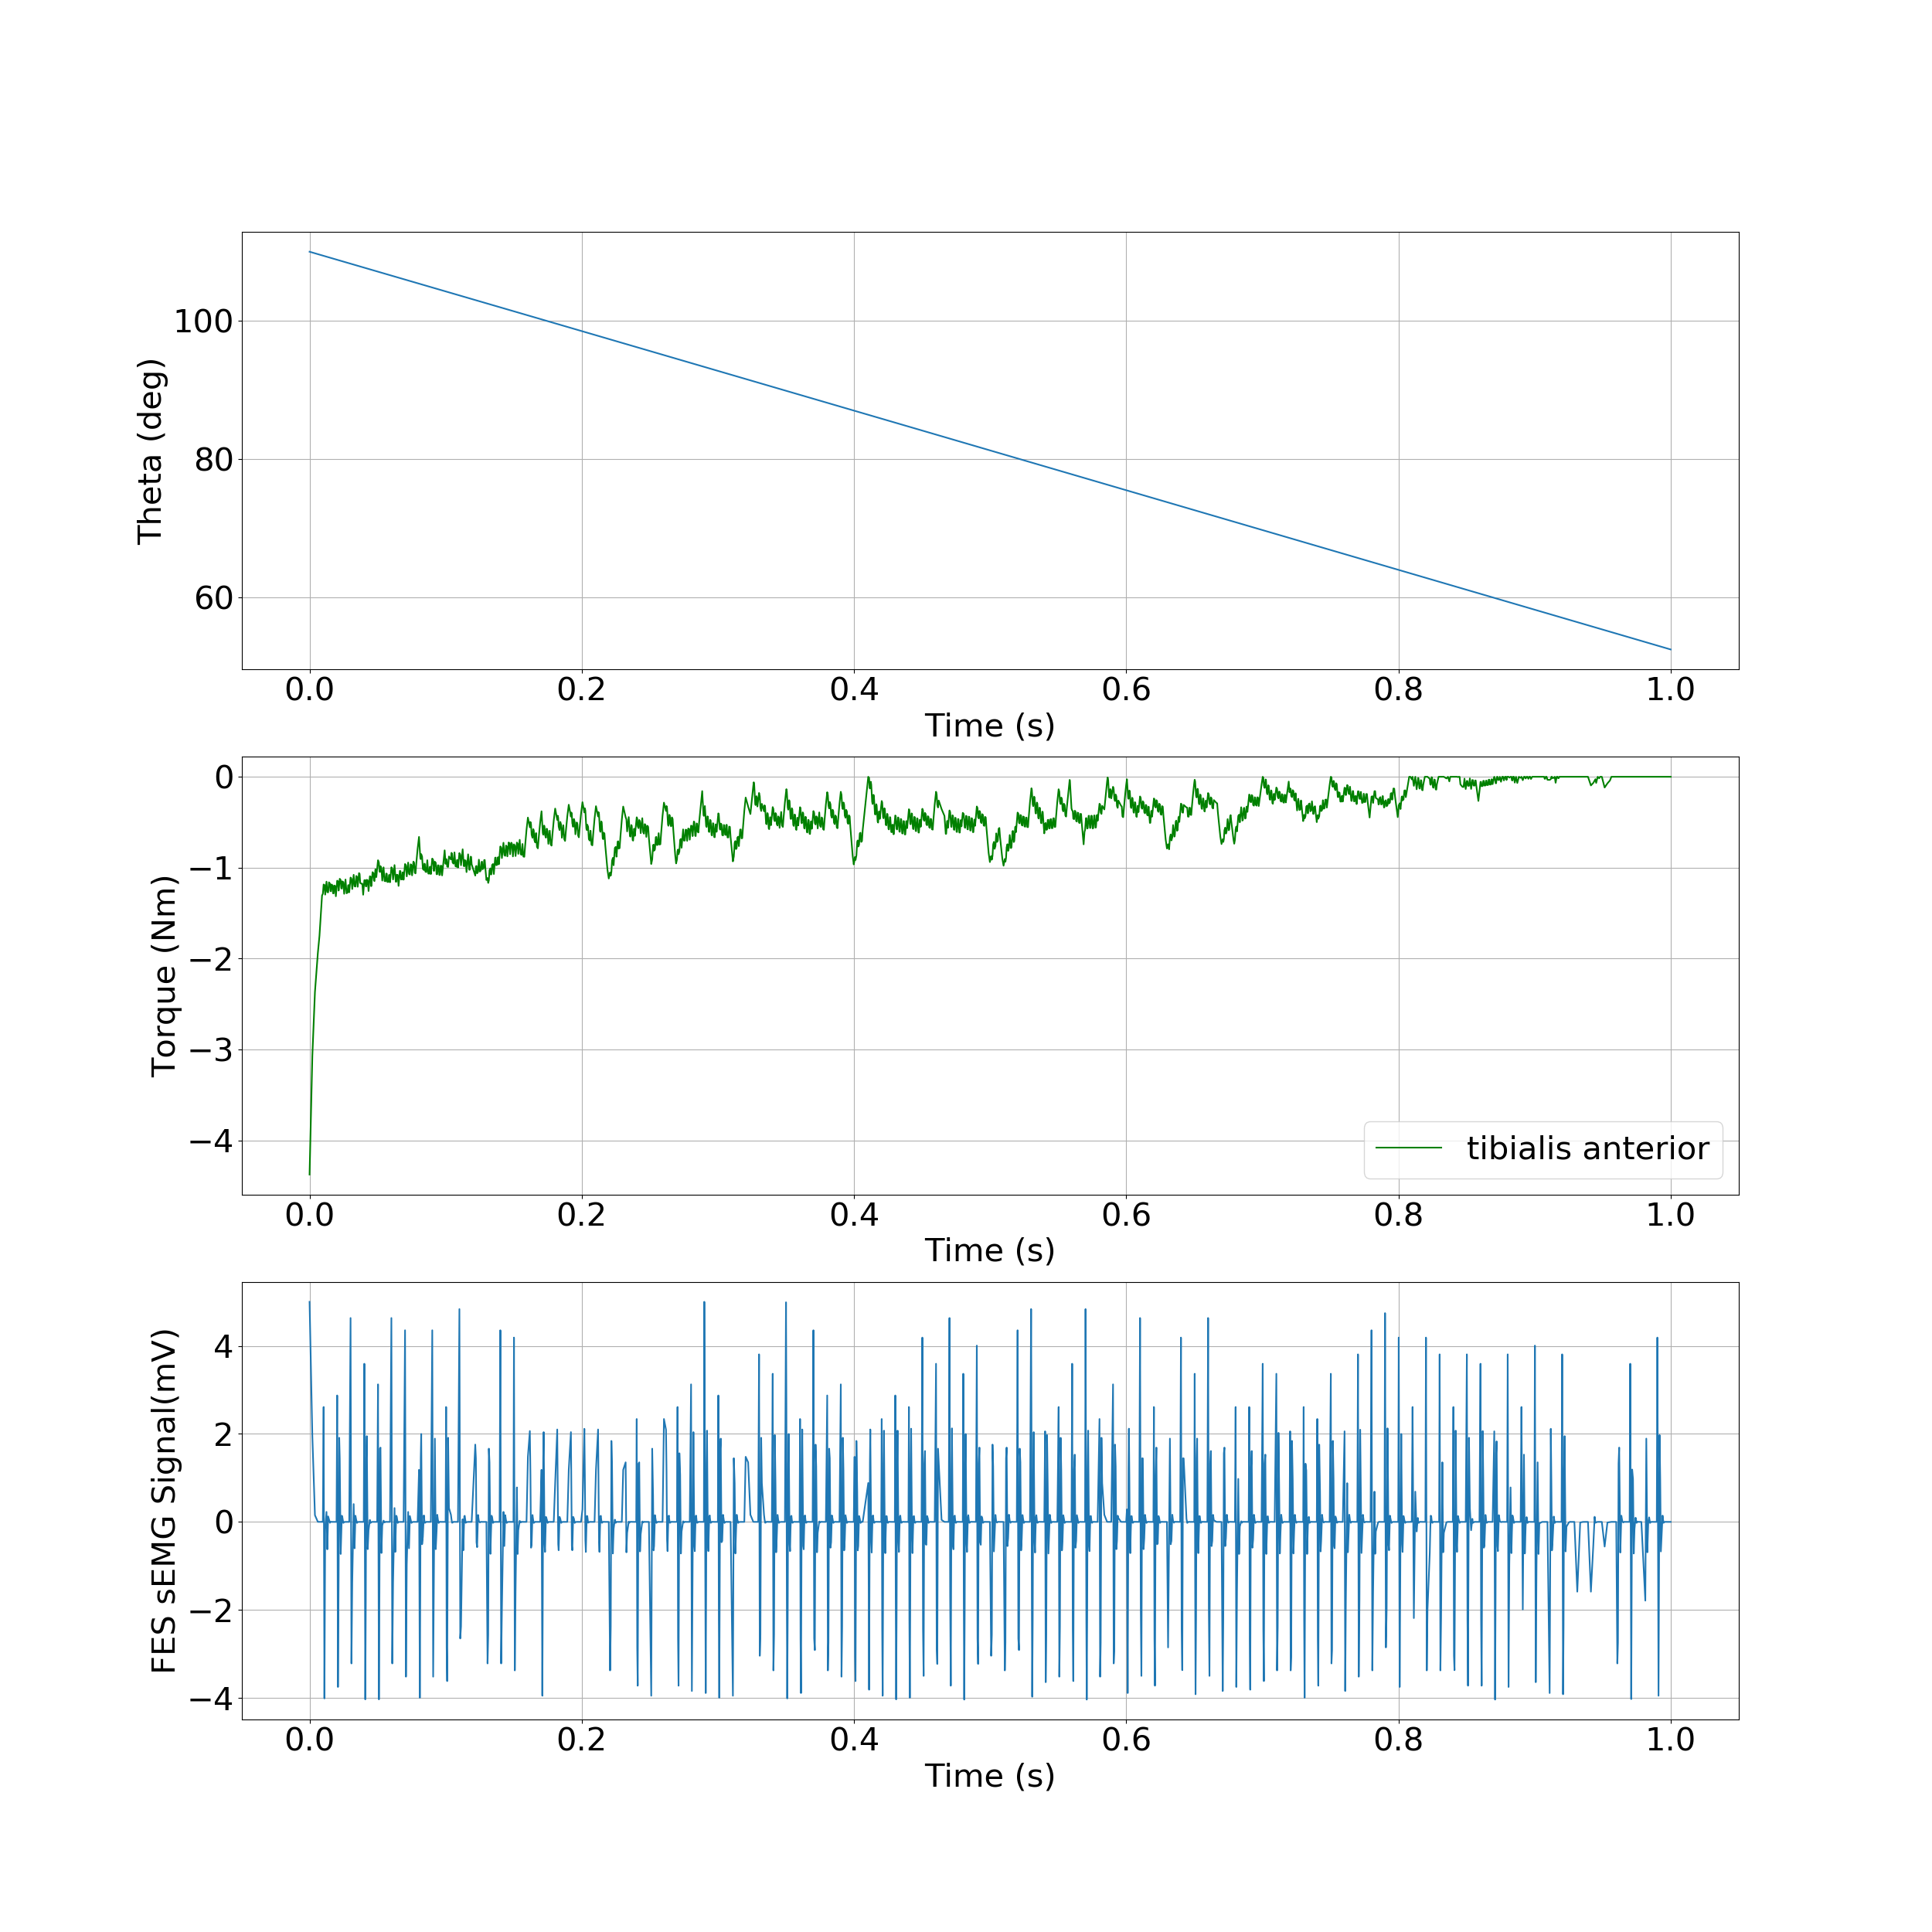 100
80
60
Theta (deg)
0.0 0.2 0.4 0.6 0.8 1.0
Time (s)
0
−1
−2
−3
−4
Torque (Nm)
tibialis anterior
0.0 0.2 0.4 0.6 0.8 1.0
Time (s)
4
2
0
−2
−4
FES sEMG Signal(mV)
0.0 0.2 0.4 0.6 0.8 1.0
Time (s)